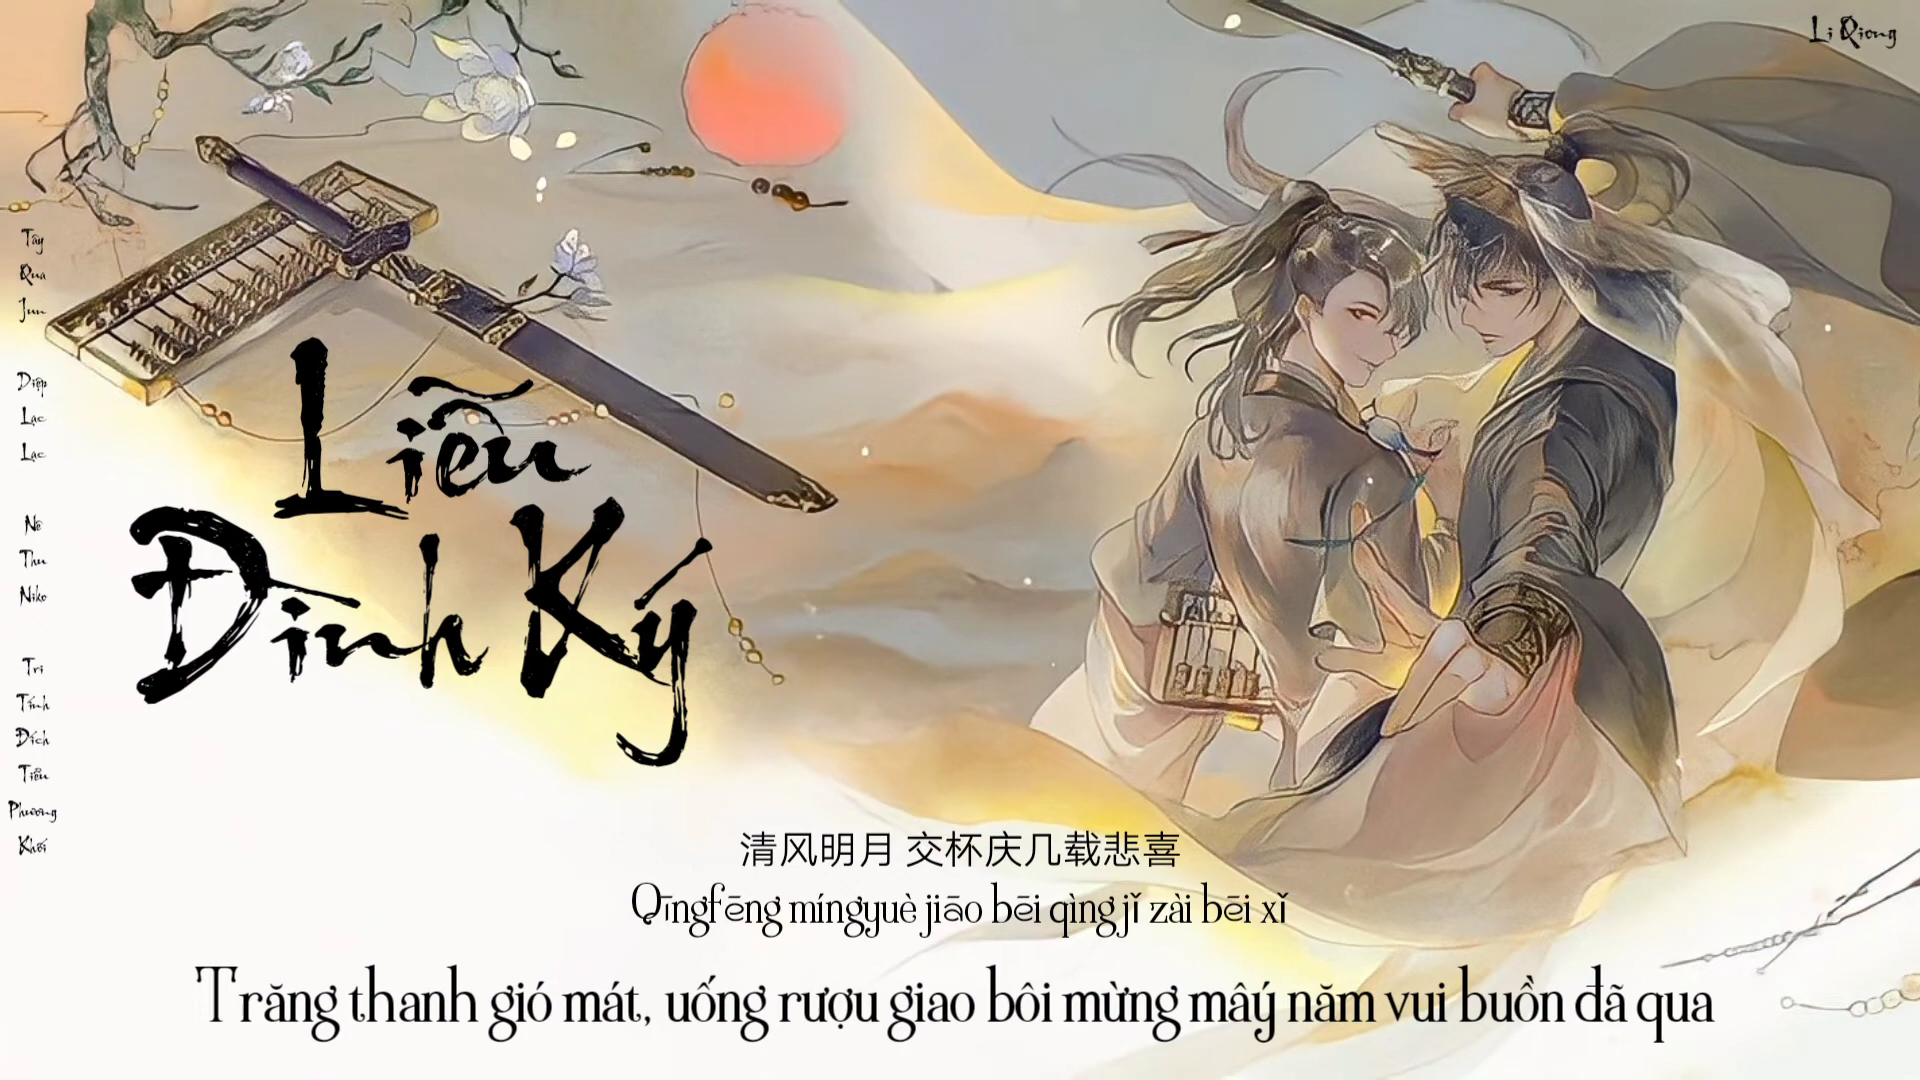 Li Qiong
Tây
Qua
Jun
Diệp
Lạc
Lạc
Nê
Thu
Niko
Tri
Tính
Đích
Tiểu
Phương
Khối
Liễu
Đình Ký
清风明月 交杯庆几载悲喜
Qīngfēng míngyuè jiāo bēi qìng jǐ zài bēi xǐ
Trăng thanh gió mát, uống rượu giao bôi mừng mâý năm vui buồn đã qua